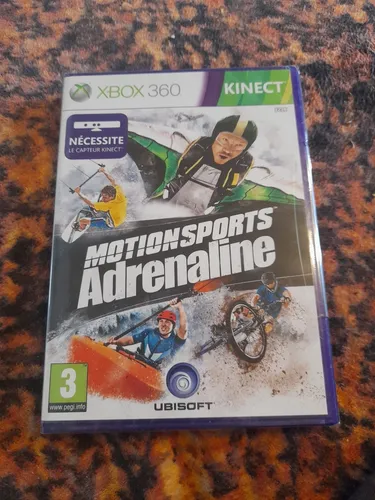 XBOX 360
KINECT
NÉCESSITE
LE CAPTEUR KINECT
MOTIONSPORTS
Adrenaline
3
www.pegi.info
UBISOFT